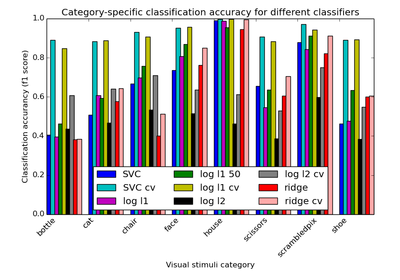 Category-specific classification accuracy for different classifiers
Classification accurancy (f1 score)
1.0
0.8
0.6
0.4
0.2
0.0
SVC
SVC cv
log l1
log l1 50
log l1 cv
log l2
log l2 cv
ridge
ridge cv
bottle
cat
chair
face
house
scissors
scrambledpix
shoe
Visual stimuli category